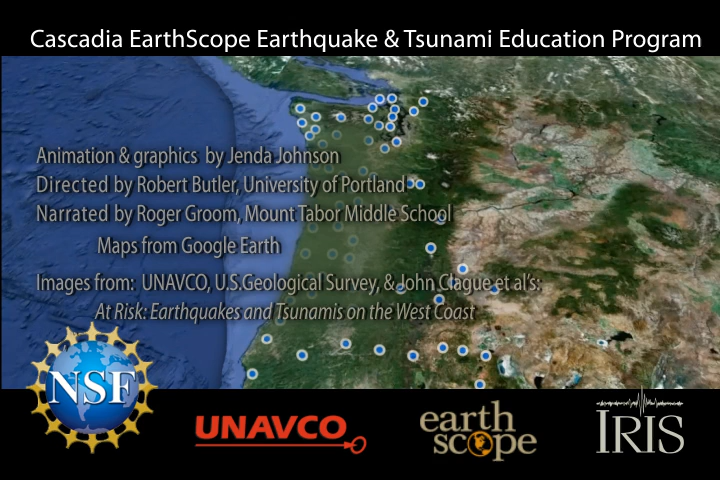 Cascadia EarthScope Earthquake & Tsunami Education Program
Animation & graphics by Jenda Johnson
Directed by Robert Butler, University of Portland
Narrated by Roger Groom, Mount Tabor Middle School
Maps from Google Earth
Images from: UNAVCO, U.S.Geological Survey, & John Clague et al's:
At Risk: Earthquakes and Tsunamis on the West Coast
NSF
UNAVCO
earth
scope
IRIS